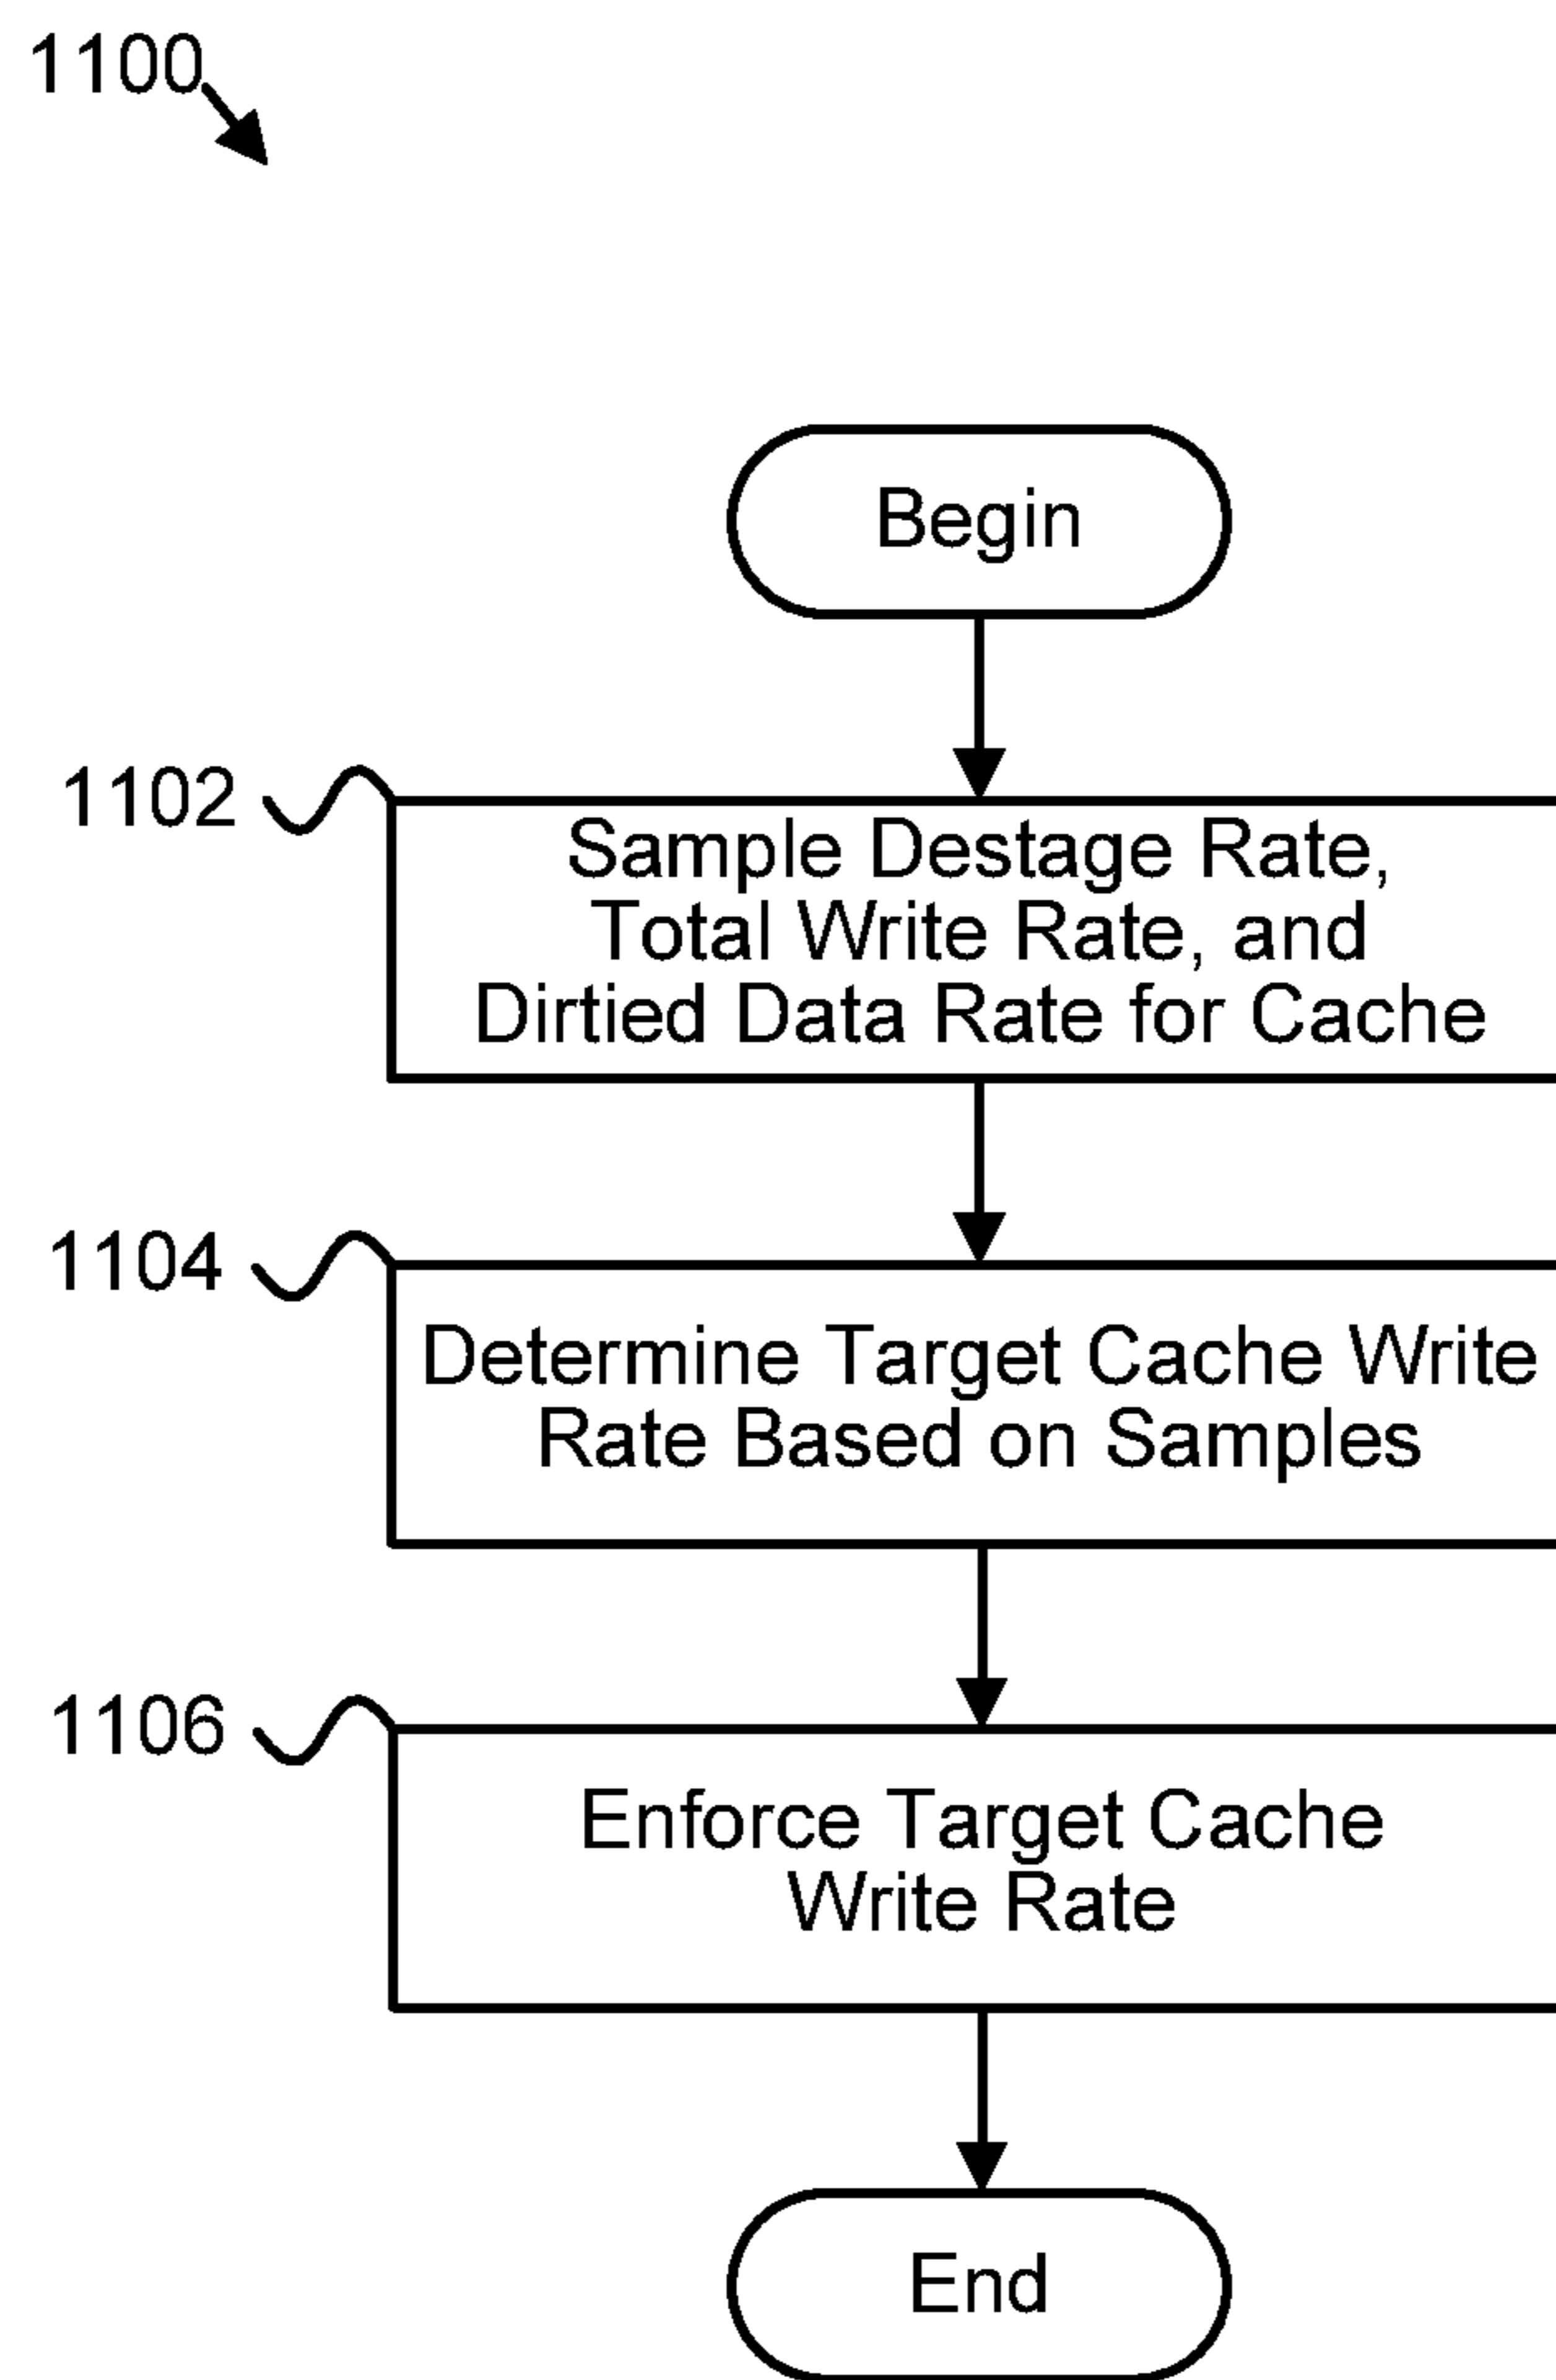 1100
Begin
1102
Sample Destage Rate,
Total Write Rate, and
Dirtied Data Rate for Cache
1104
Determine Target Cache Write
Rate Based on Samples
1106
Enforce Target Cache
Write Rate
End